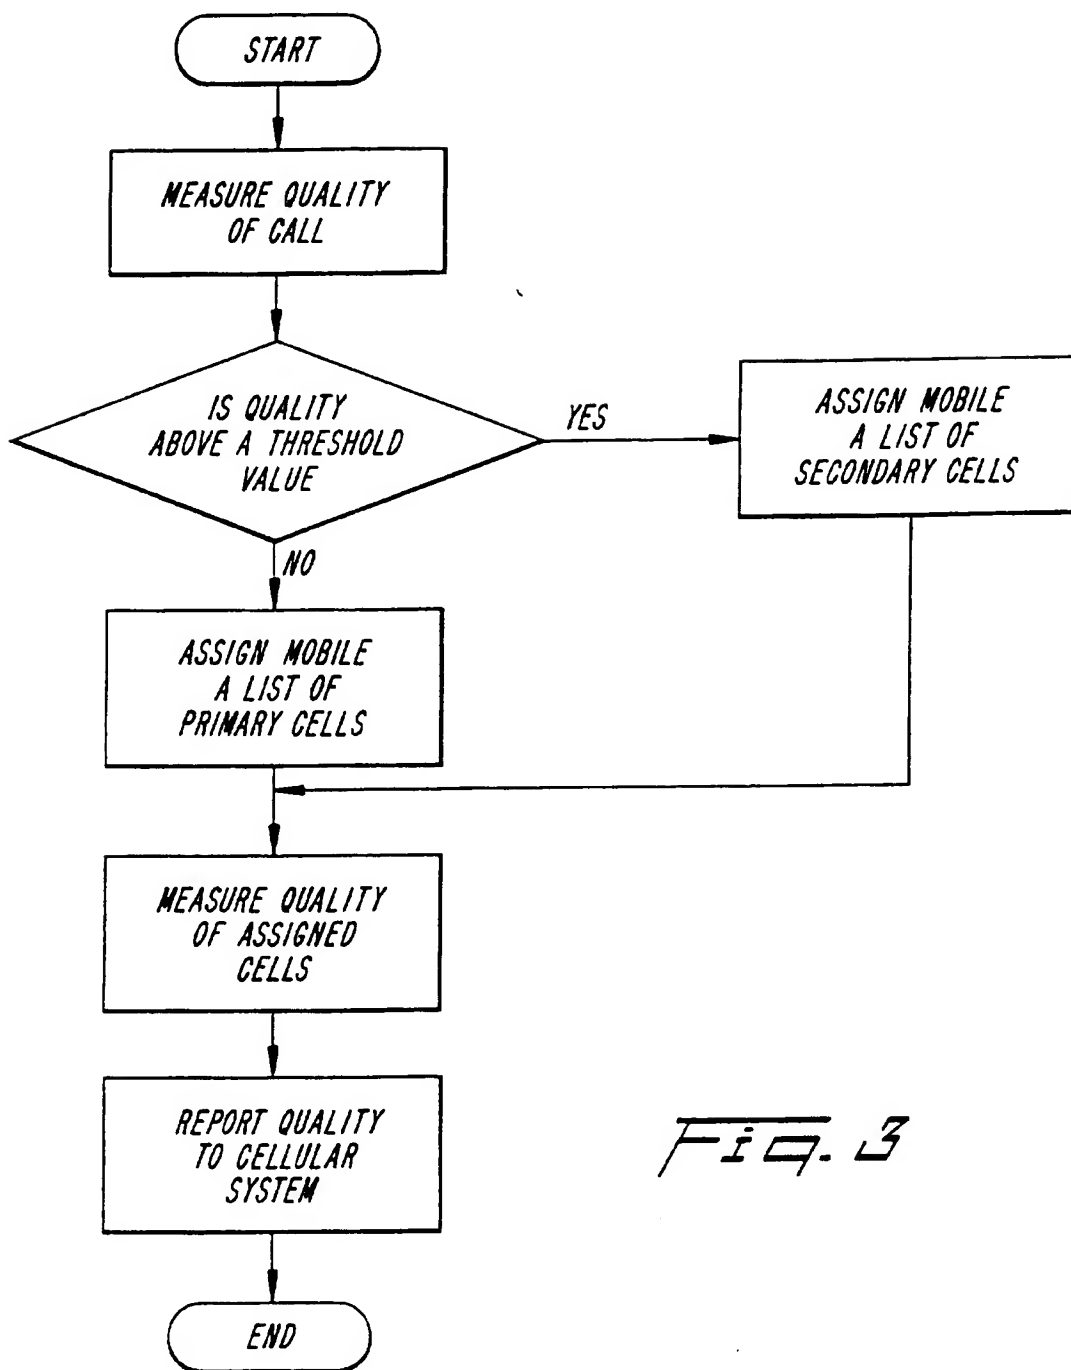 START
MEASURE QUALITY
OF CALL
IS QUALITY
ABOVE A THRESHOLD
VALUE
YES
ASSIGN MOBILE
A LIST OF
SECONDARY CELLS
NO
ASSIGN MOBILE
A LIST OF
PRIMARY CELLS
MEASURE QUALITY
OF ASSIGNED
CELLS
REPORT QUALITY
TO CELLULAR
SYSTEM
END
Fig. 3